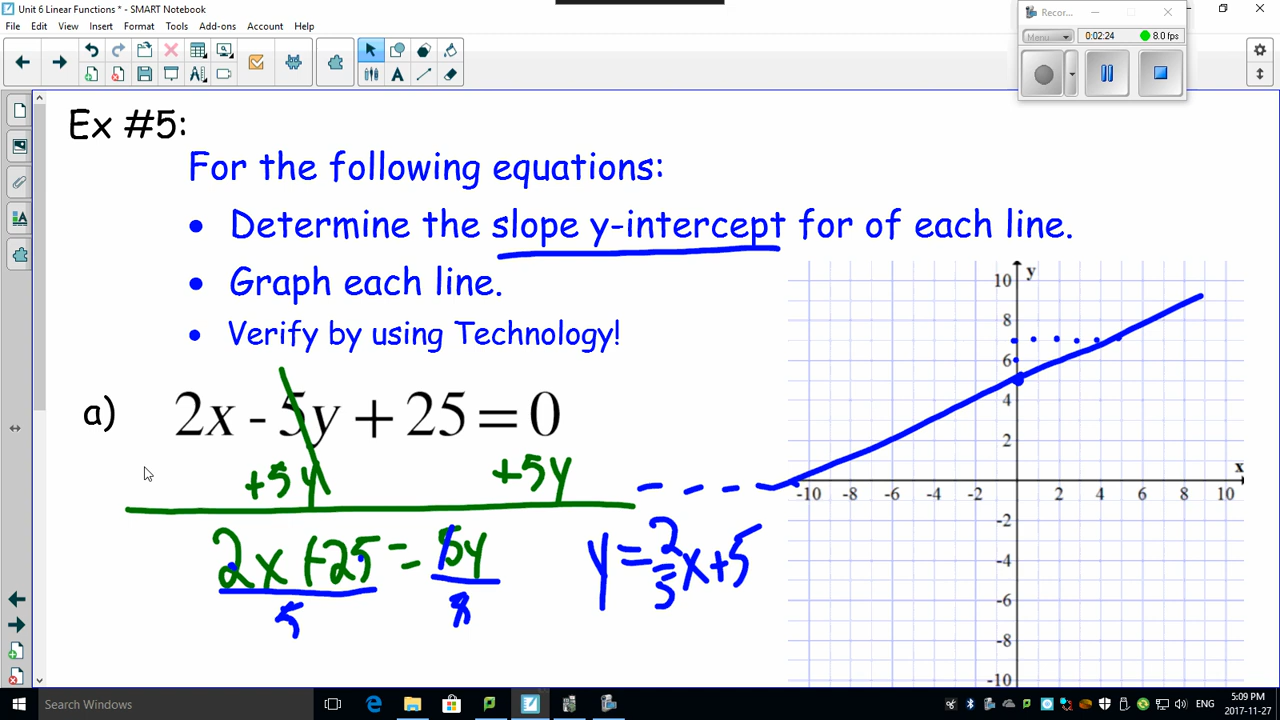 Unit 6 Linear Functions * - SMART Notebook
Recor...
File Edit View Insert Format Tools Add-ons Account Help
Menu 0:02:24 8.0 fps
Ex #5:
For the following equations:
• Determine the slope y-intercept for of each line.
• Graph each line.
• Verify by using Technology!
a) 2x - 5y + 25 = 0
+5y +5y
2x + 25 = 5y
5 5
y = 2/5 x + 5
y
10
8
6
4
2
x
-10 -8 -6 -4 -2 2 4 6 8 10
-2
-4
-6
-8
-10
Search Windows
ENG
5:09 PM
2017-11-27